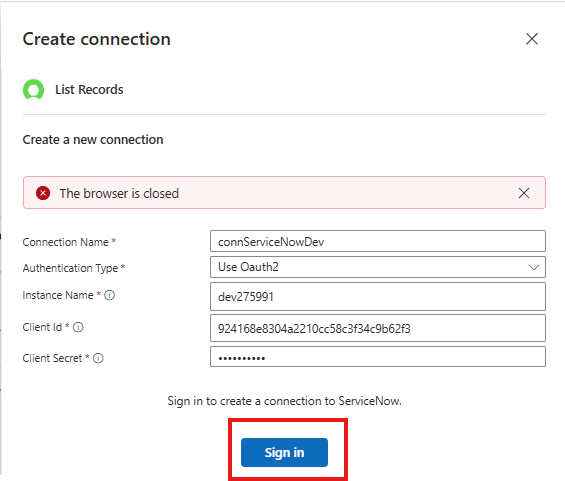 Create connection
List Records
Create a new connection
The browser is closed
Connection Name * connServiceNowDev
Authentication Type * Use Oauth2
Instance Name * dev275991
Client Id * 924168e8304a2210cc58c3f34c9b62f3
Client Secret * ••••••••••
Sign in to create a connection to ServiceNow.
Sign in